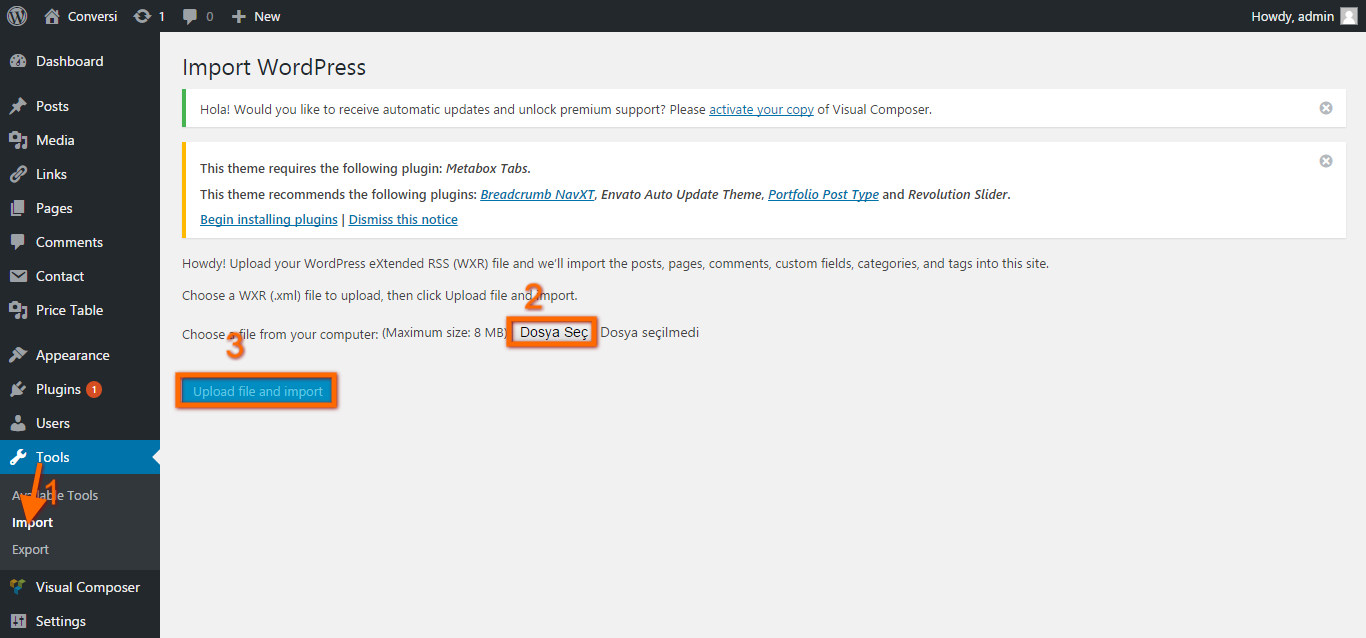 Conversi 1 0 New Howdy, admin
Dashboard
Posts
Media
Links
Pages
Comments
Contact
Price Table
Appearance
Plugins 1
Users
Tools
1
Available Tools
Import
Export
Visual Composer
Settings
Import WordPress
Hola! Would you like to receive automatic updates and unlock premium support? Please activate your copy of Visual Composer.
This theme requires the following plugin: Metabox Tabs.
This theme recommends the following plugins: Breadcrumb NavXT, Envato Auto Update Theme, Portfolio Post Type and Revolution Slider.
Begin installing plugins | Dismiss this notice
Howdy! Upload your WordPress eXtended RSS (WXR) file and we'll import the posts, pages, comments, custom fields, categories, and tags into this site.
Choose a WXR (.xml) file to upload, then click Upload file and import.
2
Choose a file from your computer: (Maximum size: 8 MB) Dosya Seç Dosya seçilmedi
3
Upload file and import